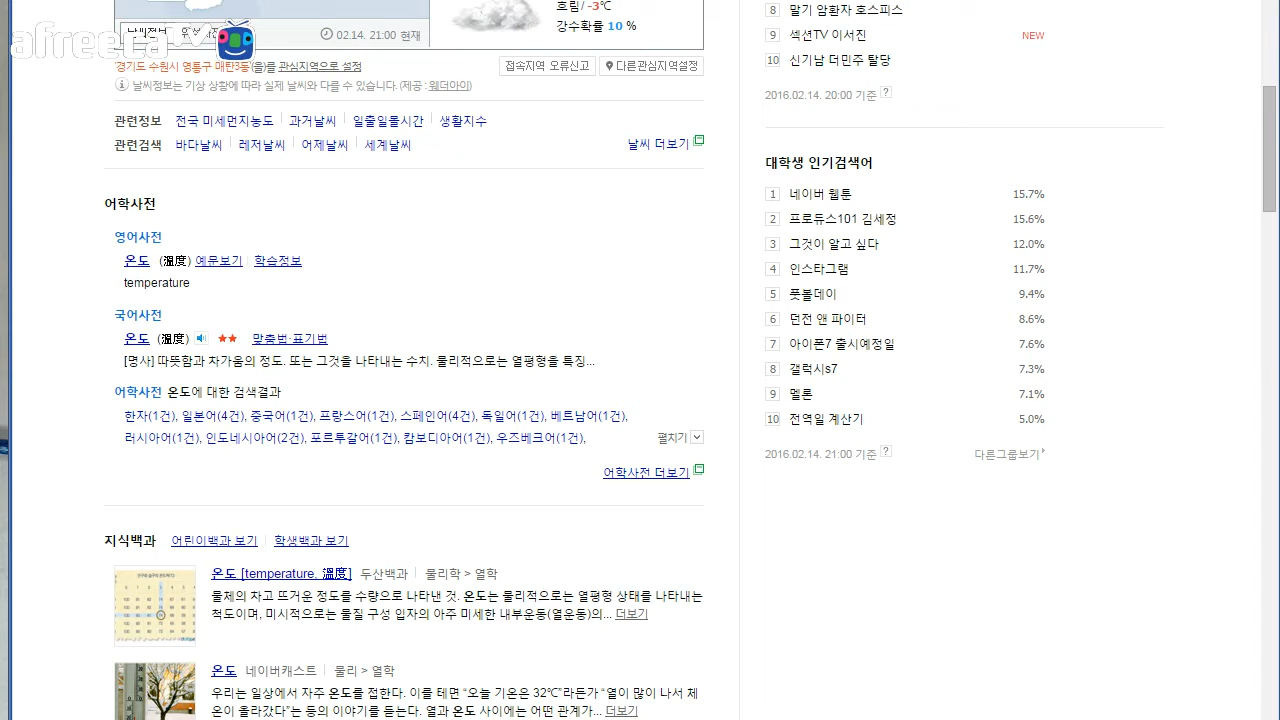 흐림/ -3℃
강수확률 10 %
02.14. 21:00 현재
afreeca
'경기도 수원시 영통구 매탄3동'(을)를 관심지역으로 설정
접속지역 오류신고
다른관심지역설정
날씨정보는 기상 상황에 따라 실제 날씨와 다를 수 있습니다. (제공 : 웨더아이)
관련정보 전국 미세먼지농도 과거날씨 일출일몰시간 생활지수
관련검색 바다날씨 레저날씨 어제날씨 세계날씨
날씨 더보기
어학사전
영어사전
온도 (溫度) 예문보기 학습정보
temperature
국어사전
온도 (溫度) ★★ 맞춤법·표기법
[명사] 따뜻함과 차가움의 정도. 또는 그것을 나타내는 수치. 물리적으로는 열평형을 특징...
어학사전 온도에 대한 검색결과
한자(1건), 일본어(4건), 중국어(1건), 프랑스어(1건), 스페인어(4건), 독일어(1건), 베트남어(1건),
러시아어(1건), 인도네시아어(2건), 포르투갈어(1건), 캄보디아어(1건), 우즈베크어(1건),
펼치기
어학사전 더보기
지식백과 어린이백과 보기 학생백과 보기
온도 [temperature, 溫度] 두산백과 물리학 > 열학
물체의 차고 뜨거운 정도를 수량으로 나타낸 것. 온도는 물리적으로는 열평형 상태를 나타내는
척도이며, 미시적으로는 물질 구성 입자의 아주 미세한 내부운동(열운동)의... 더보기
온도 네이버캐스트 물리 > 열학
우리는 일상에서 자주 온도를 접한다. 이를 테면 “오늘 기온은 32℃”라든가 “열이 많이 나서 체
온이 올라갔다”는 등의 이야기를 듣는다. 열과 온도 사이에는 어떤 관계가... 더보기
8 말기 암환자 호스피스
9 섹션TV 이서진 NEW
10 신기남 더민주 탈당
2016.02.14. 20:00 기준 ?
대학생 인기검색어
1 네이버 웹툰 15.7%
2 프로듀스101 김세정 15.6%
3 그것이 알고 싶다 12.0%
4 인스타그램 11.7%
5 풋볼데이 9.4%
6 던전 앤 파이터 8.6%
7 아이폰7 출시예정일 7.6%
8 갤럭시s7 7.3%
9 멜론 7.1%
10 전역일 계산기 5.0%
2016.02.14. 21:00 기준 ?
다른그룹보기